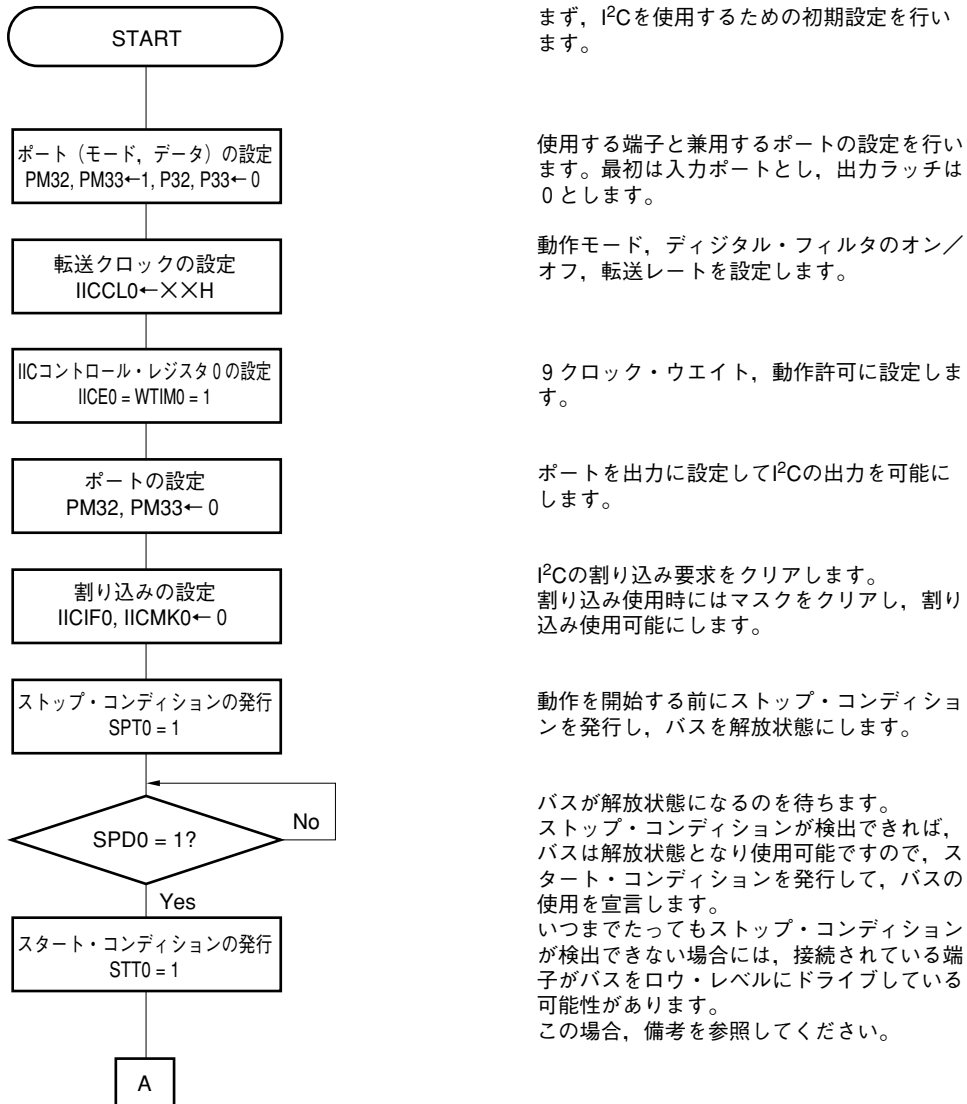 START
まず，I²Cを使用するための初期設定を行い
ます。
ポート（モード，データ）の設定
PM32, PM33←1, P32, P33←0
使用する端子と兼用するポートの設定を行い
ます。最初は入力ポートとし，出力ラッチは
０とします。
転送クロックの設定
IICCL0←××H
動作モード，ディジタル・フィルタのオン／
オフ，転送レートを設定します。
IICコントロール・レジスタ０の設定
IICE0 = WTIM0 = 1
９クロック・ウエイト，動作許可に設定しま
す。
ポートの設定
PM32, PM33←0
ポートを出力に設定してI²Cの出力を可能に
します。
割り込みの設定
IICIF0, IICMK0←0
I²Cの割り込み要求をクリアします。
割り込み使用時にはマスクをクリアし，割り
込み使用可能にします。
ストップ・コンディションの発行
SPT0 = 1
動作を開始する前にストップ・コンディショ
ンを発行し，バスを解放状態にします。
SPD0 = 1?
No
Yes
バスが解放状態になるのを待ちます。
ストップ・コンディションが検出できれば，
バスは解放状態となり使用可能ですので，ス
タート・コンディションを発行して，バスの
使用を宣言します。
いつまでたってもストップ・コンディション
が検出できない場合には，接続されている端
子がバスをロウ・レベルにドライブしている
可能性があります。
この場合，備考を参照してください。
スタート・コンディションの発行
STT0 = 1
A